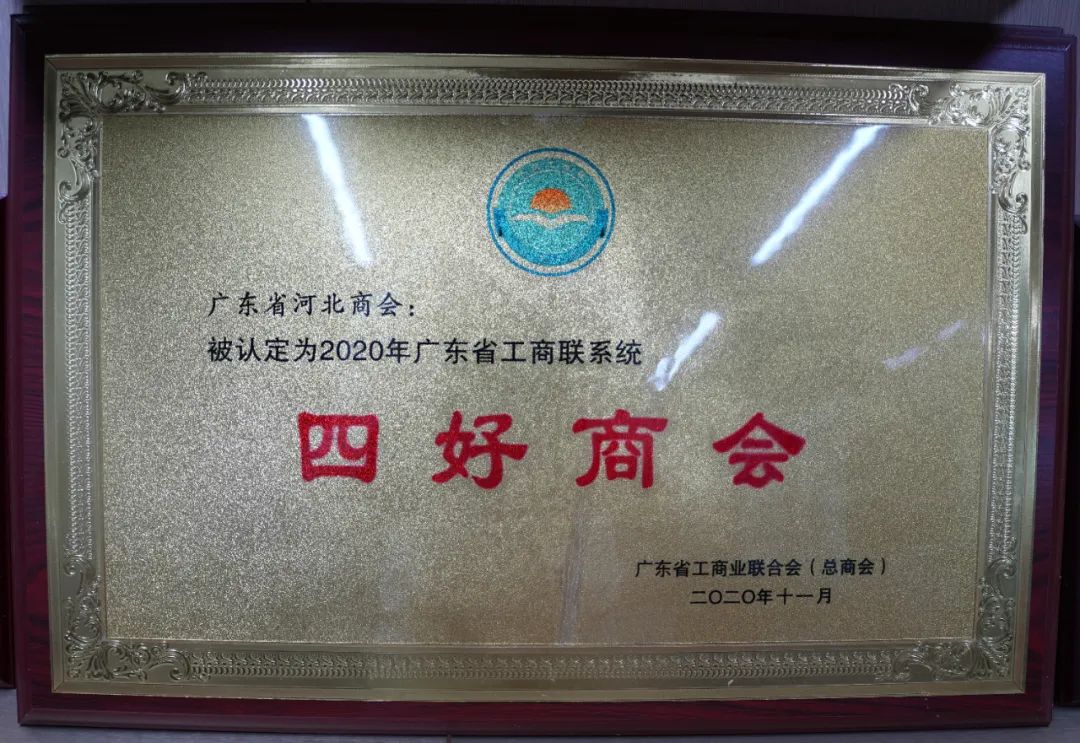 广东省河北商会：
被认定为2020年广东省工商联系统
四好商会
广东省工商业联合会（总商会）
二〇二〇年十一月